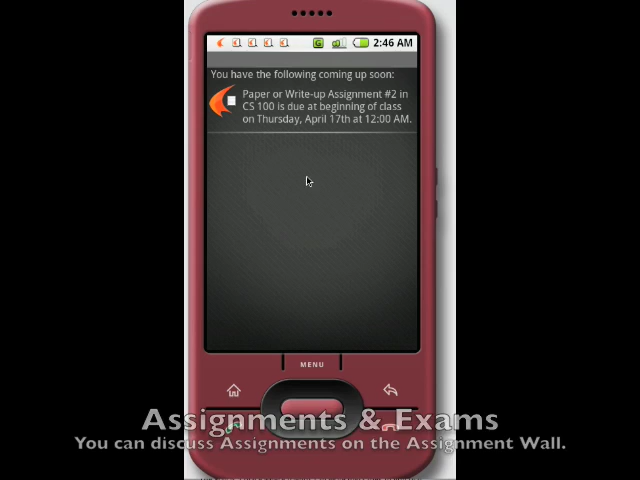 2:46 AM
You have the following coming up soon:
Paper or Write-up Assignment #2 in
CS 100 is due at beginning of class
on Thursday, April 17th at 12:00 AM.
MENU
Assignments & Exams
You can discuss Assignments on the Assignment Wall.